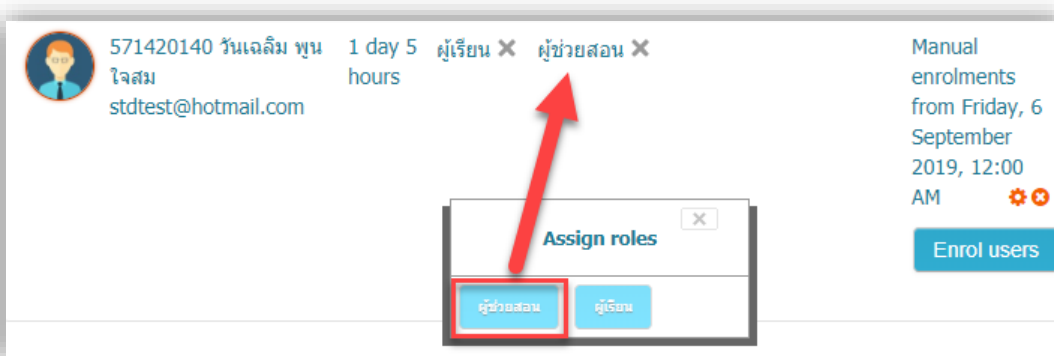 571420140 วันเฉลิม พูน
ใจสม
stdtest@hotmail.com
1 day 5
hours
ผู้เรียน ✕ ผู้ช่วยสอน ✕
Manual
enrolments
from Friday, 6
September
2019, 12:00
AM
Enrol users
Assign roles
ผู้ช่วยสอน ผู้เรียน